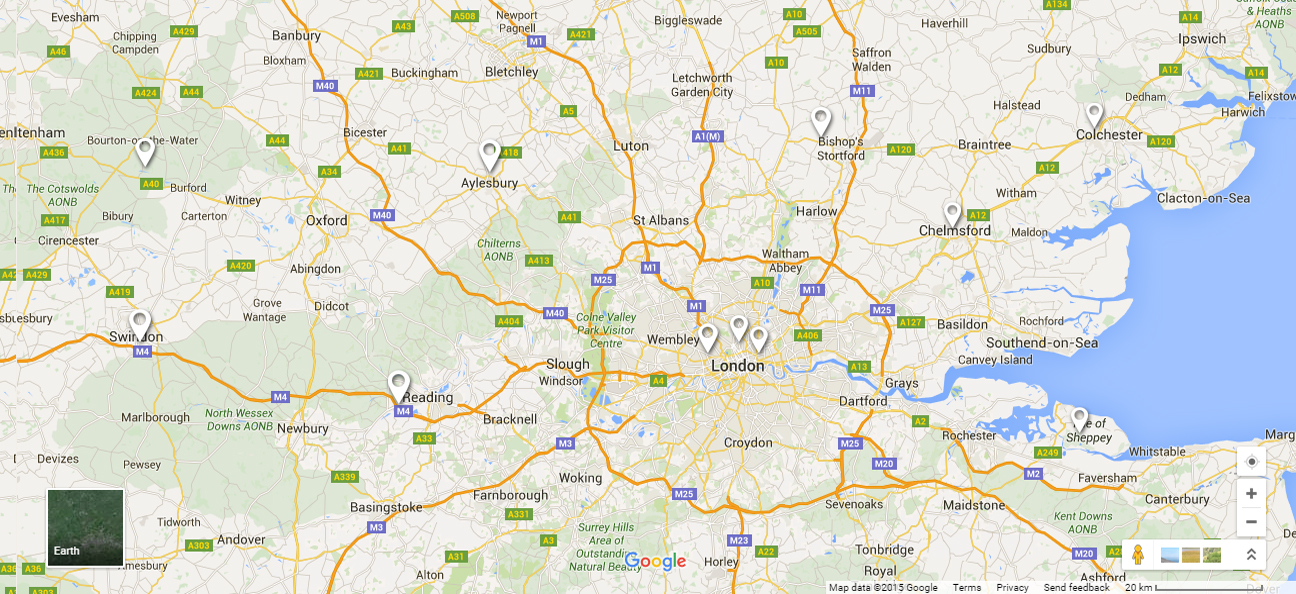 Evesham
A429
A43
A508
Newport
Pagnell
Biggleswade
A10
A505
Haverhill
A134
A14
& Heaths
AONB
Chipping
Campden
A46
Banbury
Bloxham
M1
A421
Saffron
Walden
Sudbury
Ipswich
A421
Buckingham
Bletchley
Letchworth
Garden City
A10
A12
A14
M40
A424
A44
A5
M11
Halstead
Dedham
Felixstow
Harwich
Bourton-on-the-Water
A44
Bicester
A41
A418
Luton
A1(M)
Bishop's
Stortford
A120
Braintree
Colchester
A120
A436
A40
Burford
A34
Aylesbury
A12
Witham
The Cotswolds
AONB
Witney
Clacton-on-Sea
A417
Bibury
Carterton
Oxford
M40
A41
St Albans
Harlow
A12
Chelmsford
Maldon
Cirencester
Chilterns
AONB
A413
Waltham
Abbey
A429
A420
Abingdon
M25
M1
A10
M11
A419
Grove
Wantage
Didcot
M40
A404
Colne Valley
Park Visitor
Centre
M1
M25
A127
Basildon
Rochford
Swindon
M4
Wembley
A406
Southend-on-Sea
Slough
Windsor
London
A13
Canvey Island
A4
Grays
M4
Reading
M4
Dartford
Marlborough
North Wessex
Downs AONB
Newbury
Bracknell
A33
M3
Croydon
M25
A2
Rochester
Isle of
Sheppey
A249
Whitstable
Marg
Devizes
Pewsey
A339
Woking
M20
M2
Faversham
Canterbury
Farnborough
A331
M25
Sevenoaks
Maidstone
Basingstoke
M3
Surrey Hills
Area of
Outstanding
Natural Beauty
A3
M23
A22
Kent Downs
AONB
Tidworth
A303
Andover
Earth
Tonbridge
Royal
M20
A31
Alton
Google
Horley
Ashford
A36
A36
A303
Map data ©2015 Google
Terms
Privacy
Send feedback
20 km